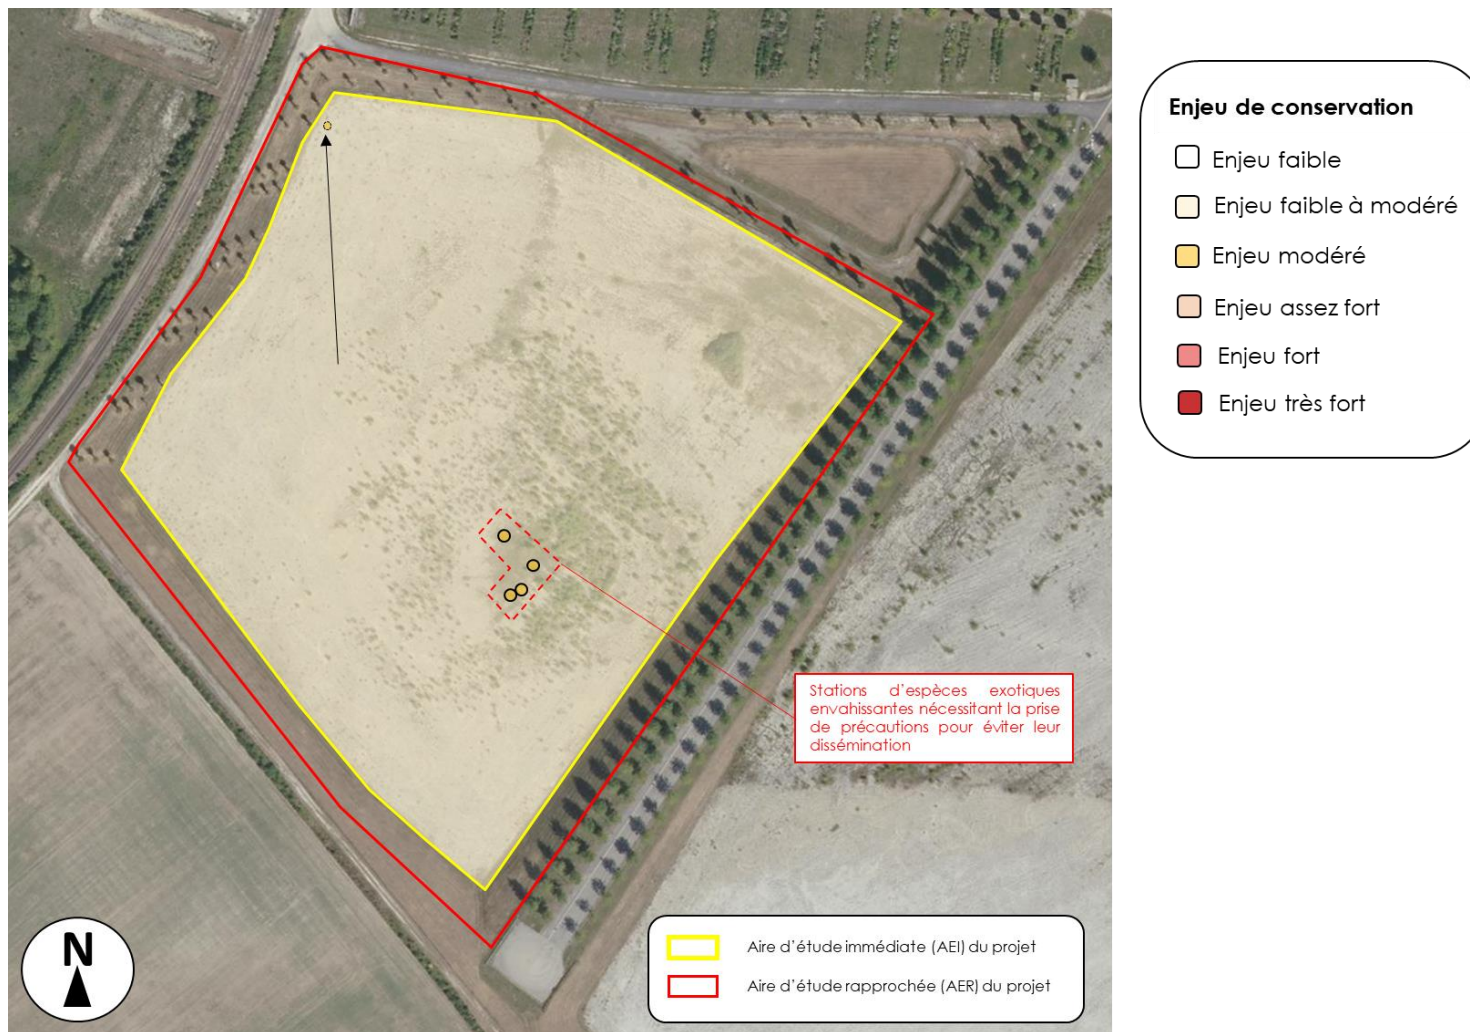 Enjeu de conservation
Enjeu faible
Enjeu faible à modéré
Enjeu modéré
Enjeu assez fort
Enjeu fort
Enjeu très fort
Stations d'espèces exotiques
envahissantes nécessitant la prise
de précautions pour éviter leur
dissémination
N
Aire d'étude immédiate (AEI) du projet
Aire d'étude rapprochée (AER) du projet